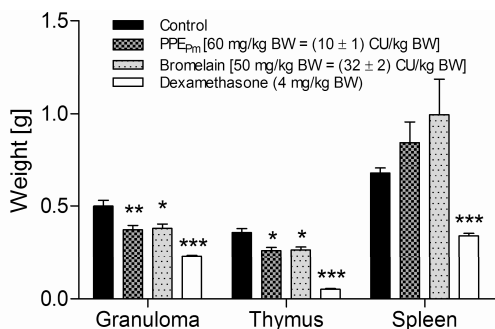 1.5
1.0
0.5
0.0
Weight [g]
Control
PPEPm [60 mg/kg BW = (10 ± 1) CU/kg BW]
Bromelain [50 mg/kg BW = (32 ± 2) CU/kg BW]
Dexamethasone (4 mg/kg BW)
** * ***
* * ***
***
Granuloma Thymus Spleen